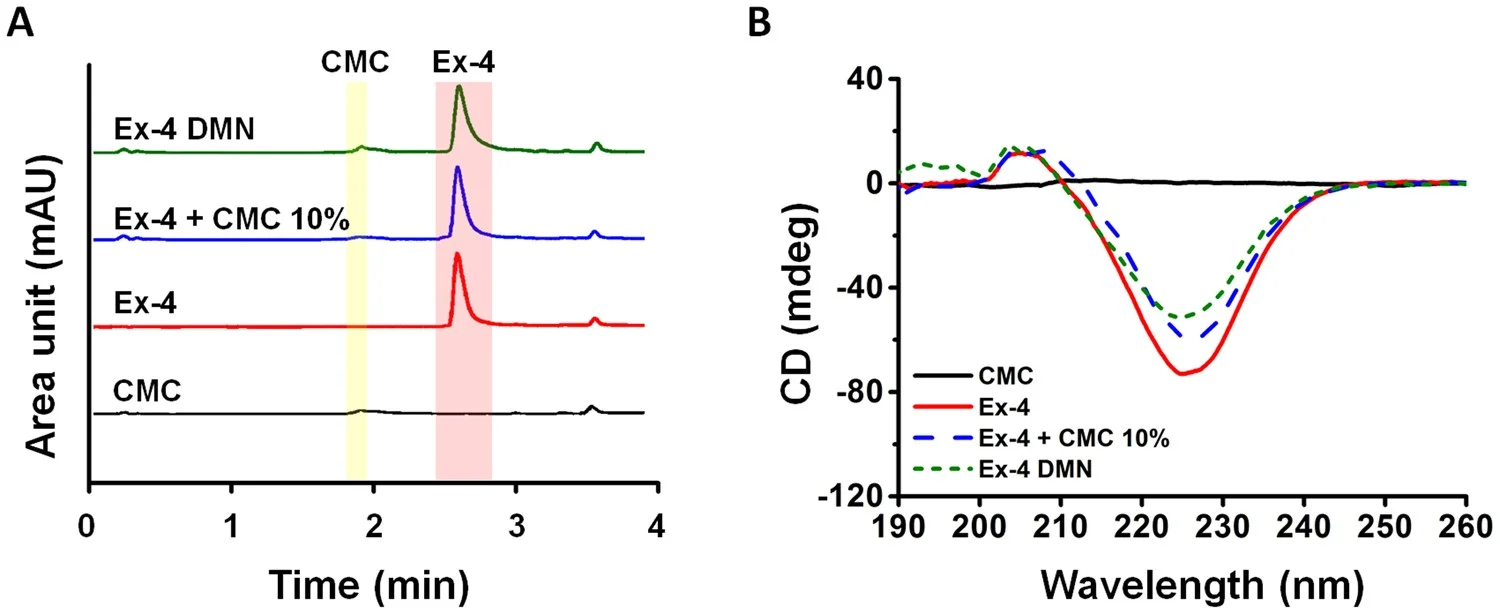 A
CMC Ex-4
Ex-4 DMN
Ex-4 + CMC 10%
Ex-4
CMC
Area unit (mAU)
0 1 2 3 4
Time (min)
B
40
0
-40
-80
-120
CMC
Ex-4
Ex-4 + CMC 10%
Ex-4 DMN
CD (mdeg)
190 200 210 220 230 240 250 260
Wavelength (nm)